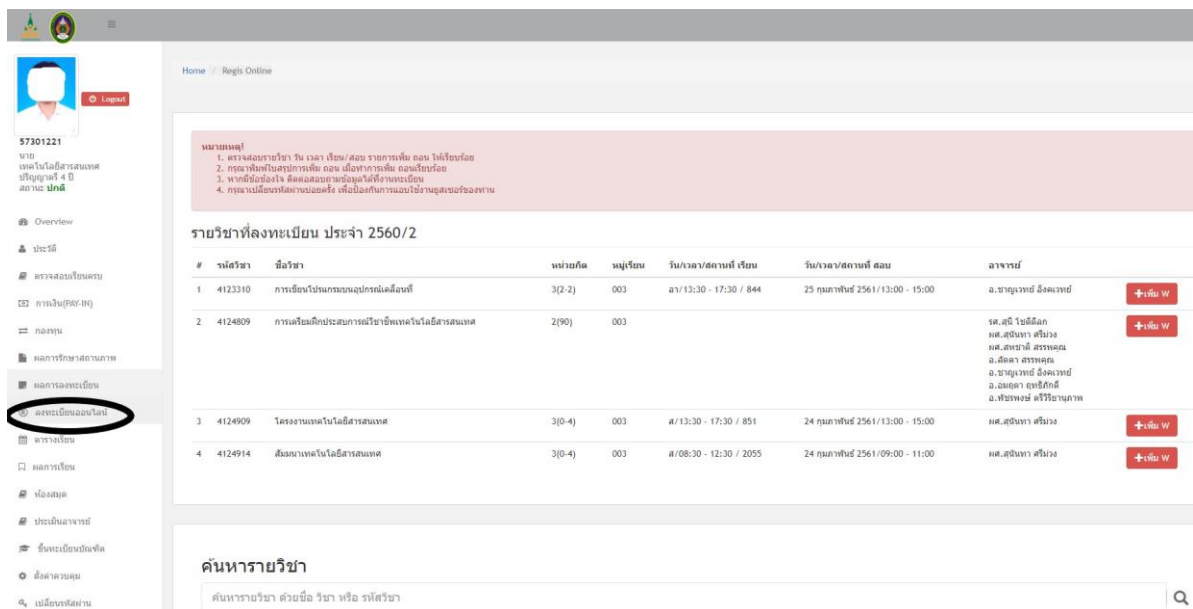 Home / Regis Online
Logout
57301221
นาย
เทคโนโลยีสารสนเทศ
ปริญญาตรี 4 ปี
สถานะ ปกติ
Overview
ประวัติ
ตรวจสอบเรียนครบ
การเงิน(PAY-IN)
กองทุน
ผลการรักษาสถานภาพ
ผลการลงทะเบียน
ลงทะเบียนออนไลน์
ตารางเรียน
ผลการเรียน
ห้องสมุด
ประเมินอาจารย์
ขึ้นทะเบียนบัณฑิต
ตั้งค่าควบคุม
เปลี่ยนรหัสผ่าน
หมายเหตุ!
1. ตรวจสอบรายวิชา วัน เวลา เรียน/สอบ รายการเพิ่ม ถอน ให้เรียบร้อย
2. กรุณาพิมพ์ใบสรุปการเพิ่ม ถอน เมื่อทำการเพิ่ม ถอนเรียบร้อย
3. หากมีข้อข้องใจ ติดต่อสอบถามข้อมูลได้ที่งานทะเบียน
4. กรุณาเปลี่ยนรหัสผ่านบ่อยครั้ง เพื่อป้องกันการแอบใช้งานยูสเซอร์ของท่าน
รายวิชาที่ลงทะเบียน ประจำ 2560/2
# รหัสวิชา ชื่อวิชา หน่วยกิต หมู่เรียน วัน/เวลา/สถานที่ เรียน วัน/เวลา/สถานที่ สอบ อาจารย์
1 4123310 การเขียนโปรแกรมบนอุปกรณ์เคลื่อนที่ 3(2-2) 003 อา/13:30 - 17:30 / 844 25 กุมภาพันธ์ 2561/13:00 - 15:00 อ.ชาญเวทย์ อิงคเวทย์ +เพิ่ม W
2 4124809 การเตรียมฝึกประสบการณ์วิชาชีพเทคโนโลยีสารสนเทศ 2(90) 003 รศ.สุนี โชติดิลก +เพิ่ม W
ผศ.สุนันทา ศรีม่วง
ผศ.สหชาติ สรรพคุณ
อ.ลัดดา สรรพคุณ
อ.ชาญเวทย์ อิงคเวทย์
อ.อมฤตา ฤทธิภักดี
อ.พัชรพงษ์ ตรีวิริยานุภาพ
3 4124909 โครงงานเทคโนโลยีสารสนเทศ 3(0-4) 003 ส/13:30 - 17:30 / 851 24 กุมภาพันธ์ 2561/13:00 - 15:00 ผศ.สุนันทา ศรีม่วง +เพิ่ม W
4 4124914 สัมมนาเทคโนโลยีสารสนเทศ 3(0-4) 003 ส/08:30 - 12:30 / 2055 24 กุมภาพันธ์ 2561/09:00 - 11:00 ผศ.สุนันทา ศรีม่วง +เพิ่ม W
ค้นหารายวิชา
ค้นหารายวิชา ด้วยชื่อ วิชา หรือ รหัสวิชา